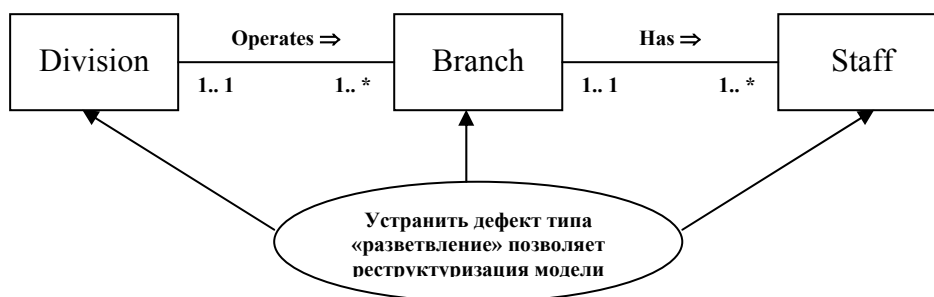 Operates ⇒
Has ⇒
Division
Branch
Staff
1.. 1
1.. *
1.. 1
1.. *
Устранить дефект типа
«разветвление» позволяет
реструктуризация модели